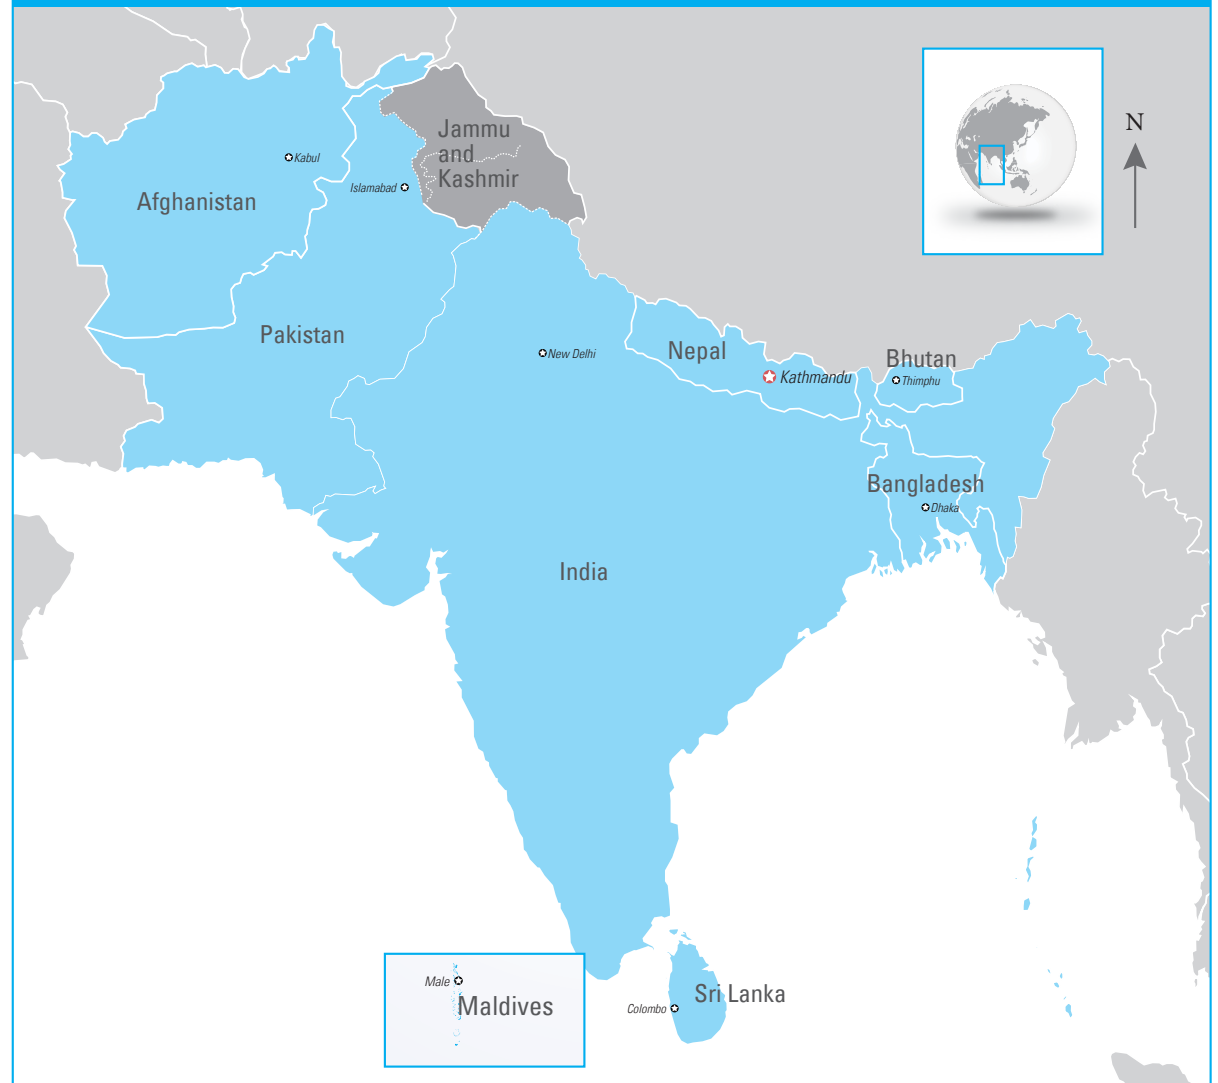 N
Jammu
and
Kashmir
Kabul
Islamabad
Afghanistan
Pakistan
New Delhi
Nepal
Kathmandu
Bhutan
Thimphu
Bangladesh
Dhaka
India
Male
Maldives
Sri Lanka
Colombo